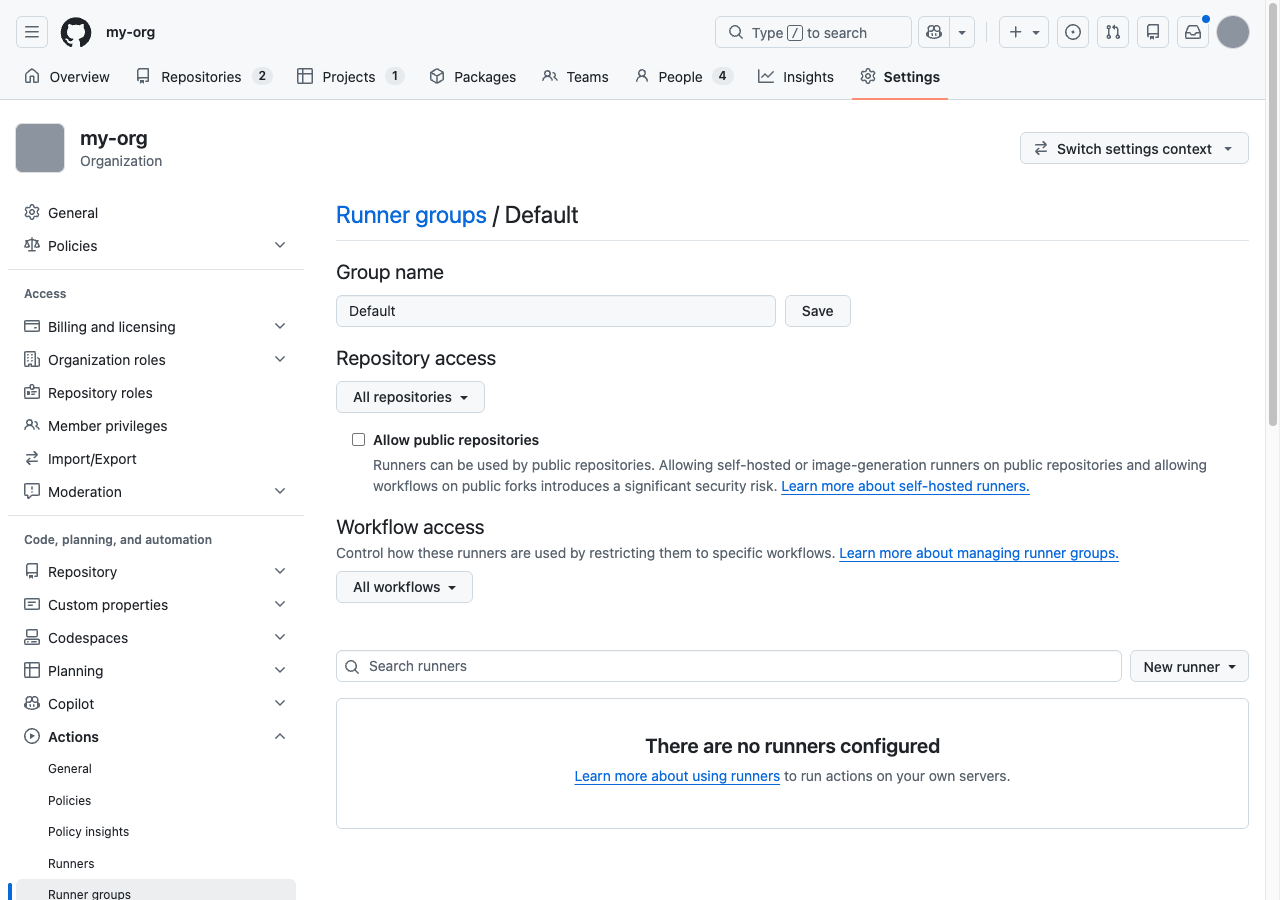 my-org
Type / to search
Overview
Repositories 2
Projects 1
Packages
Teams
People 4
Insights
Settings
my-org
Organization
Switch settings context
General
Policies
Access
Billing and licensing
Organization roles
Repository roles
Member privileges
Import/Export
Moderation
Code, planning, and automation
Repository
Custom properties
Codespaces
Planning
Copilot
Actions
General
Policies
Policy insights
Runners
Runner groups
Runner groups / Default
Group name
Default
Save
Repository access
All repositories
Allow public repositories
Runners can be used by public repositories. Allowing self-hosted or image-generation runners on public repositories and allowing
workflows on public forks introduces a significant security risk. Learn more about self-hosted runners.
Workflow access
Control how these runners are used by restricting them to specific workflows. Learn more about managing runner groups.
All workflows
Search runners
New runner
There are no runners configured
Learn more about using runners to run actions on your own servers.